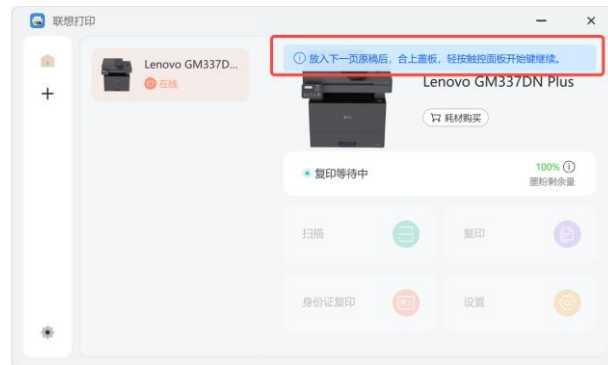 联想打印
Lenovo GM337D...
在线
放入下一页原稿后，合上盖板，轻按触控面板开始键继续。
Lenovo GM337DN Plus
耗材购买
复印等待中
100%
墨粉剩余量
扫描
复印
身份证复印
设置